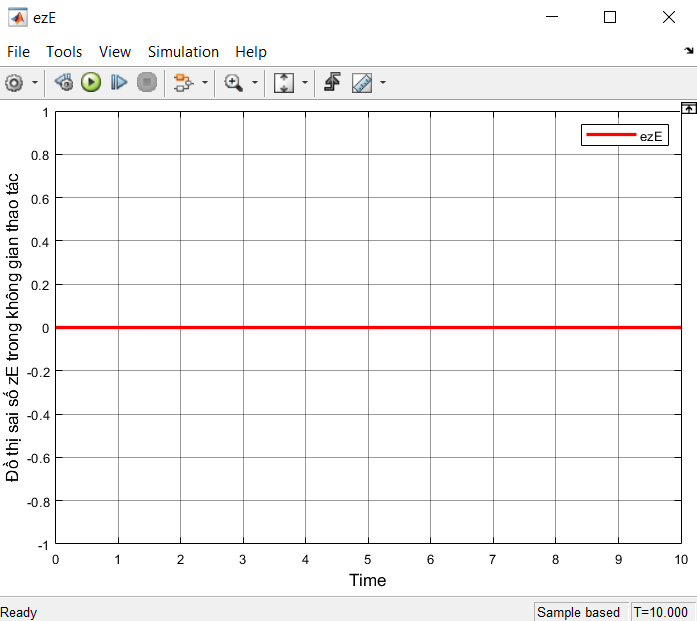 ezE
File Tools View Simulation Help
ezE
Đồ thị sai số zE trong không gian thao tác
1
0.8
0.6
0.4
0.2
0
-0.2
-0.4
-0.6
-0.8
-1
0 1 2 3 4 5 6 7 8 9 10
Time
Ready
Sample based T=10.000